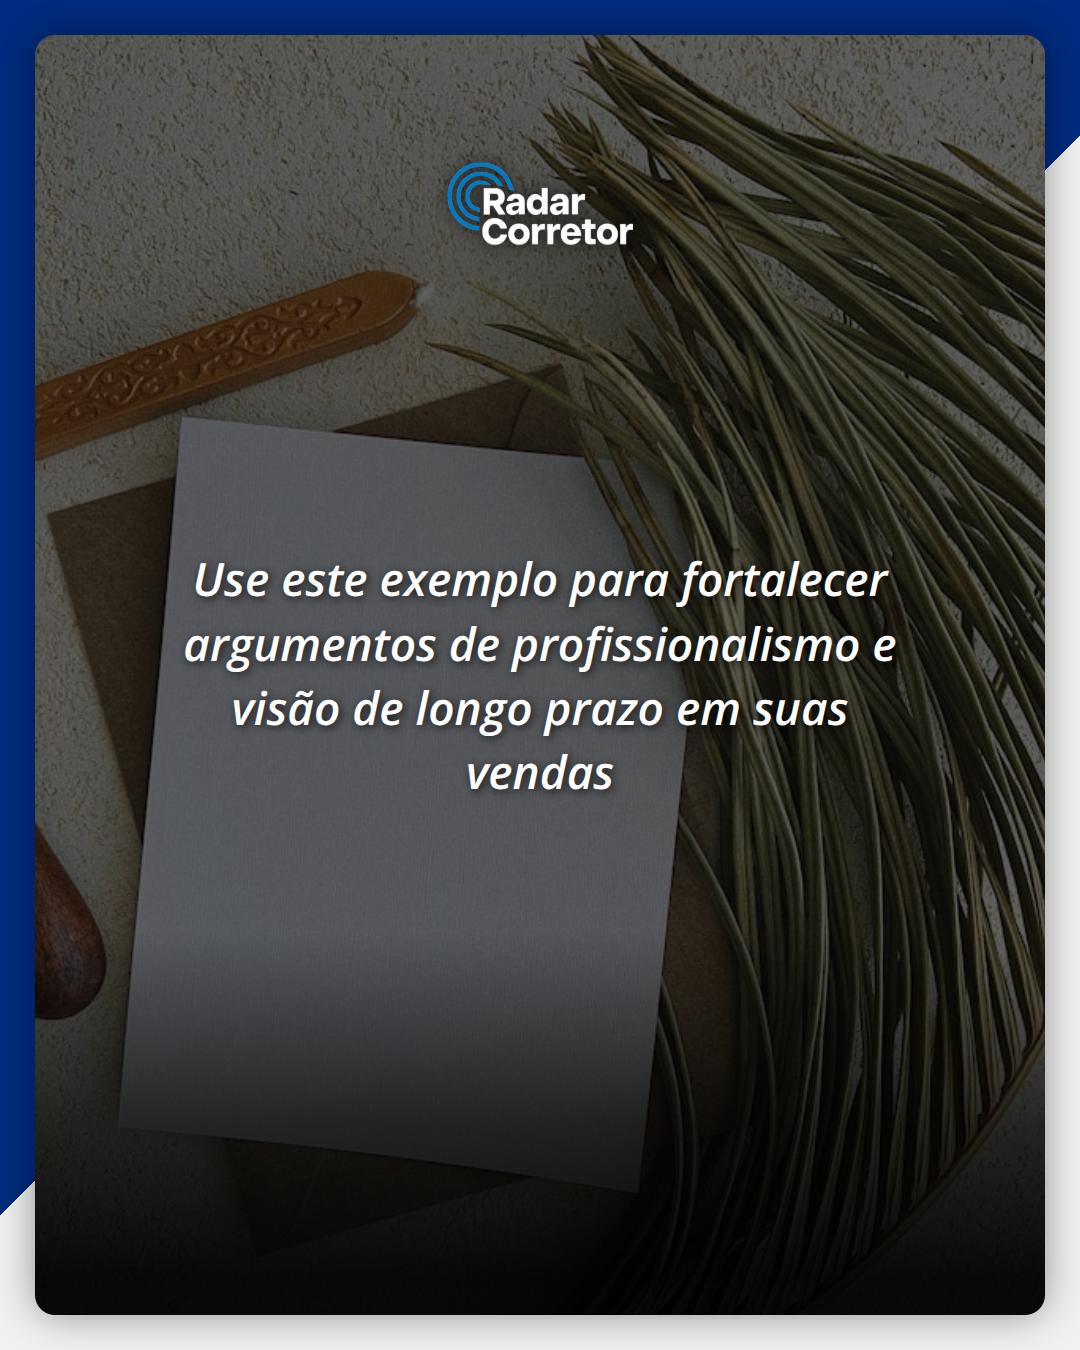 Radar
Corretor
Use este exemplo para fortalecer
argumentos de profissionalismo e
visão de longo prazo em suas
vendas